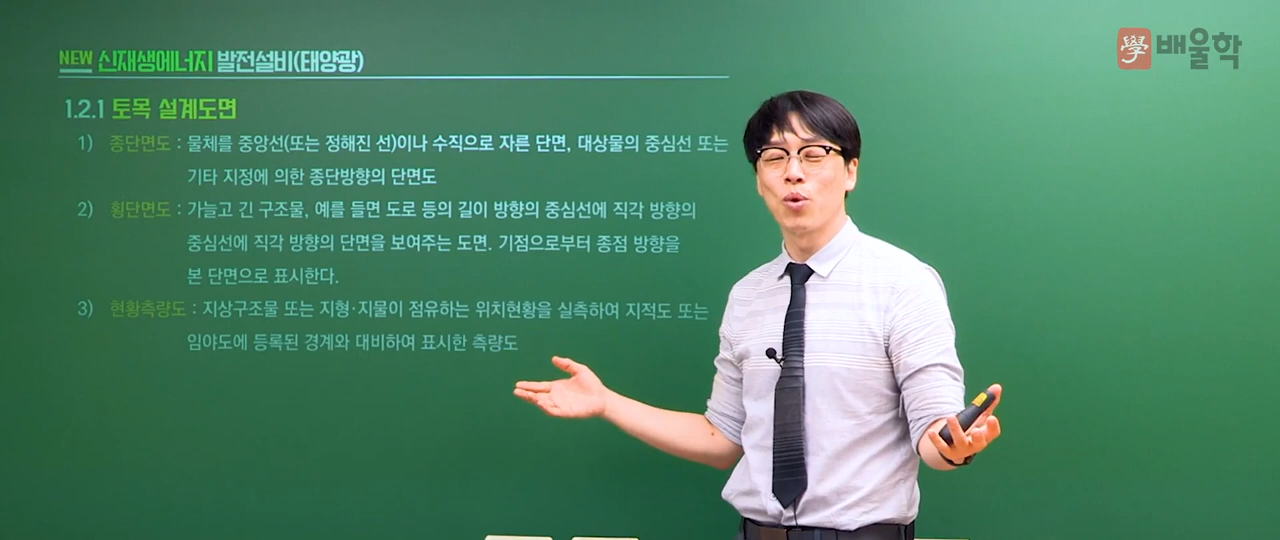 學 배울학
NEW 신재생에너지 발전설비(태양광)
1.2.1 토목 설계도면
1) 종단면도 : 물체를 중앙선(또는 정해진 선)이나 수직으로 자른 단면, 대상물의 중심선 또는
기타 지정에 의한 종단방향의 단면도
2) 횡단면도 : 가늘고 긴 구조물, 예를 들면 도로 등의 길이 방향의 중심선에 직각 방향의
중심선에 직각 방향의 단면을 보여주는 도면. 기점으로부터 종점 방향을
본 단면으로 표시한다.
3) 현황측량도 : 지상구조물 또는 지형·지물이 점유하는 위치현황을 실측하여 지적도 또는
임야도에 등록된 경계와 대비하여 표시한 측량도